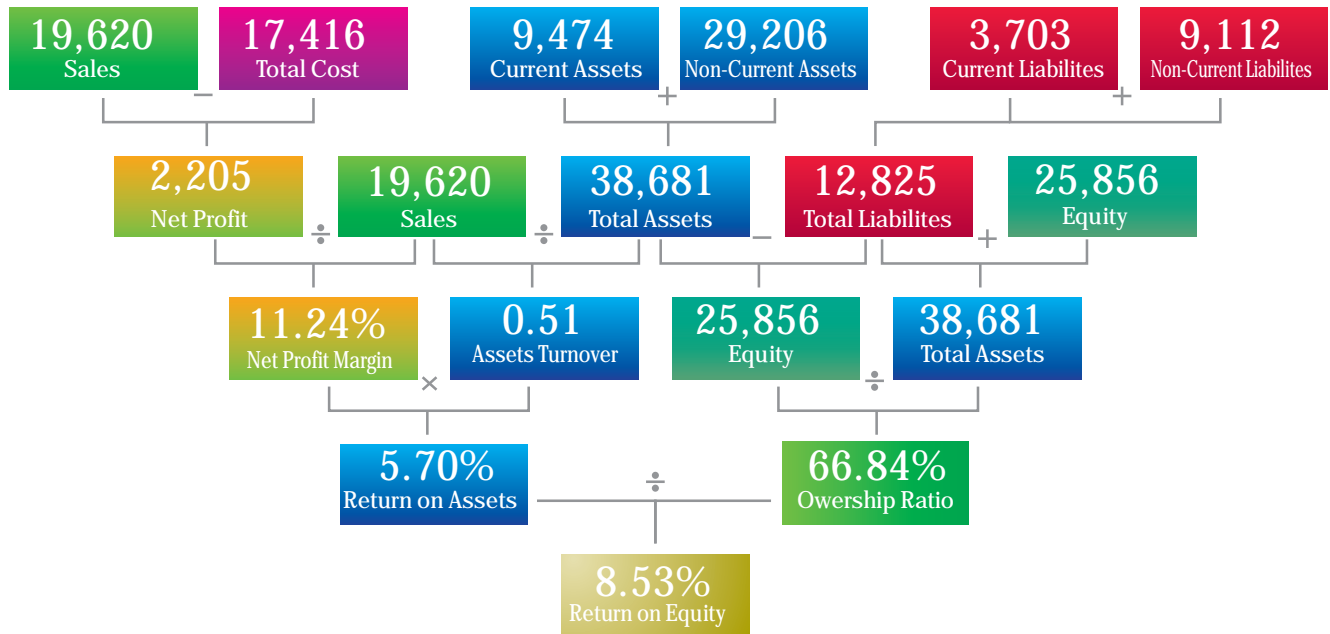 19,620
Sales
17,416
Total Cost
9,474
Current Assets
29,206
Non-Current Assets
3,703
Current Liabilites
9,112
Non-Current Liabilites
−
+
+
2,205
Net Profit
19,620
Sales
38,681
Total Assets
12,825
Total Liabilites
25,856
Equity
÷
÷
−
+
11.24%
Net Profit Margin
0.51
Assets Turnover
25,856
Equity
38,681
Total Assets
×
÷
5.70%
Return on Assets
÷
66.84%
Owership Ratio
8.53%
Return on Equity